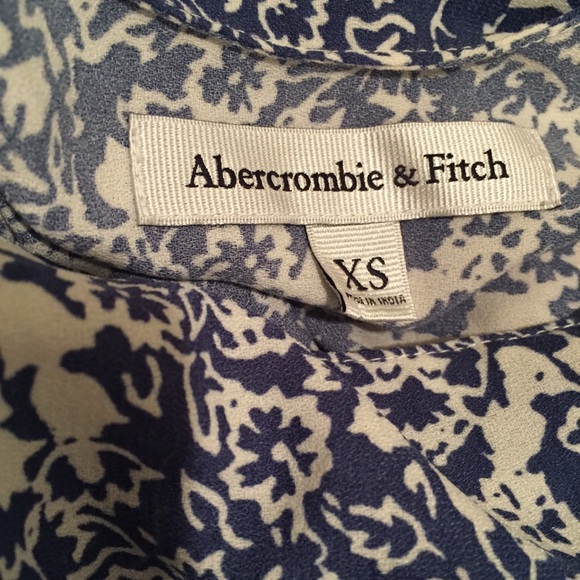 Abercrombie & Fitch
XS
MADE IN INDIA